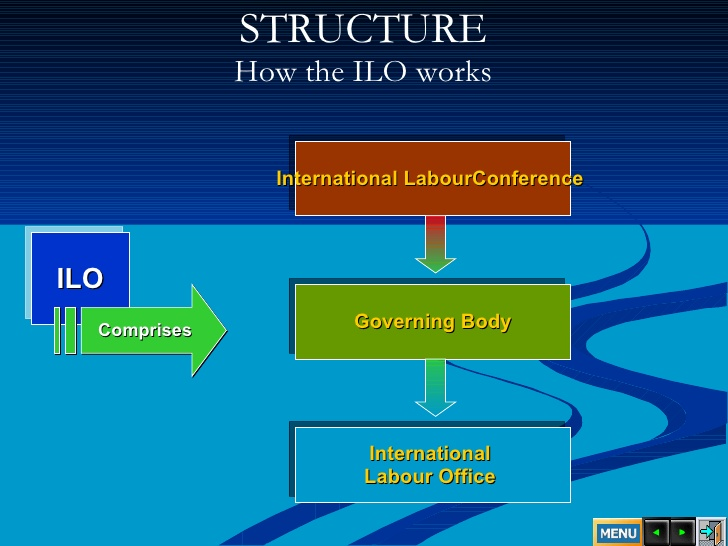 STRUCTURE
How the ILO works
International LabourConference
ILO
Comprises
Governing Body
International
Labour Office
MENU